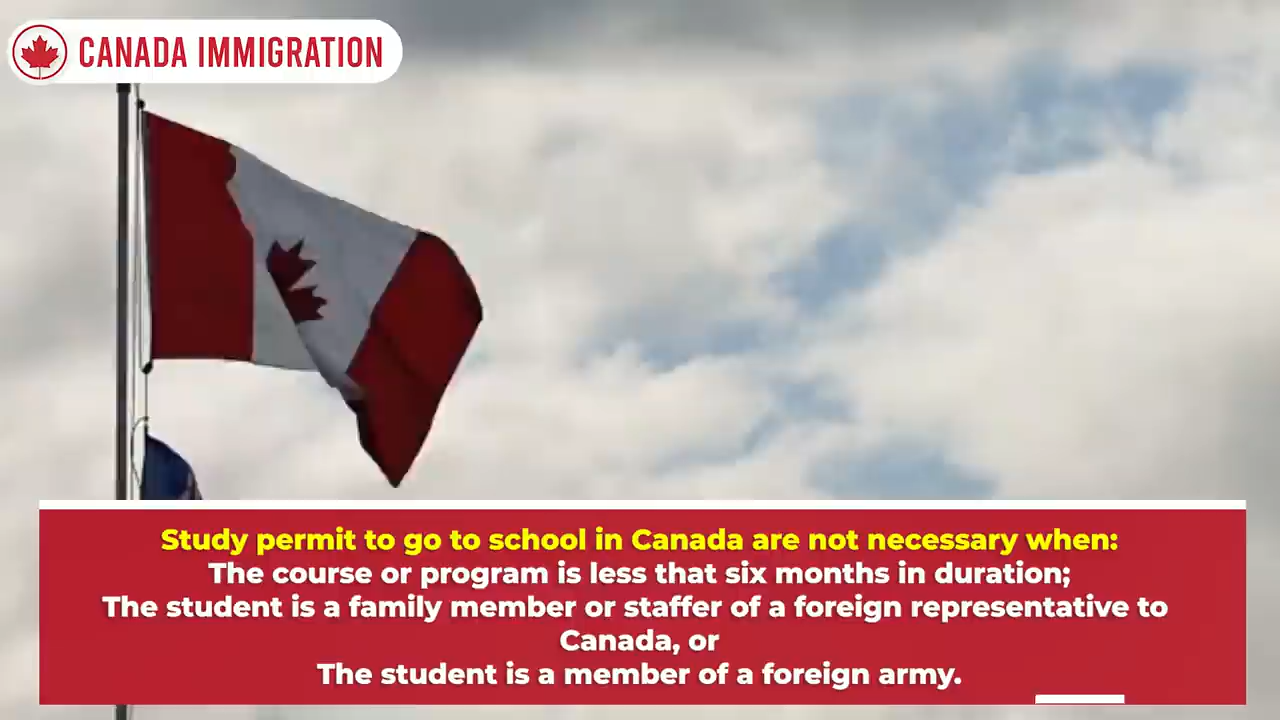 CANADA IMMIGRATION
Study permit to go to school in Canada are not necessary when:
The course or program is less that six months in duration;
The student is a family member or staffer of a foreign representative to
Canada, or
The student is a member of a foreign army.